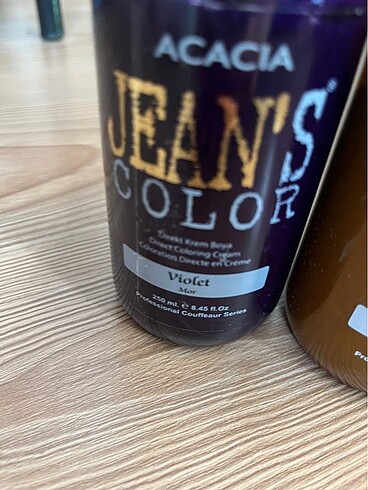 ACACIA
JEAN'S®
COLOR
Direkt Krem Boya
Direct Coloring Cream
Coloration Directe en Crème
Violet
Mor
250 ml. e 8.45 fl.Oz
Professional Couffeaur Series